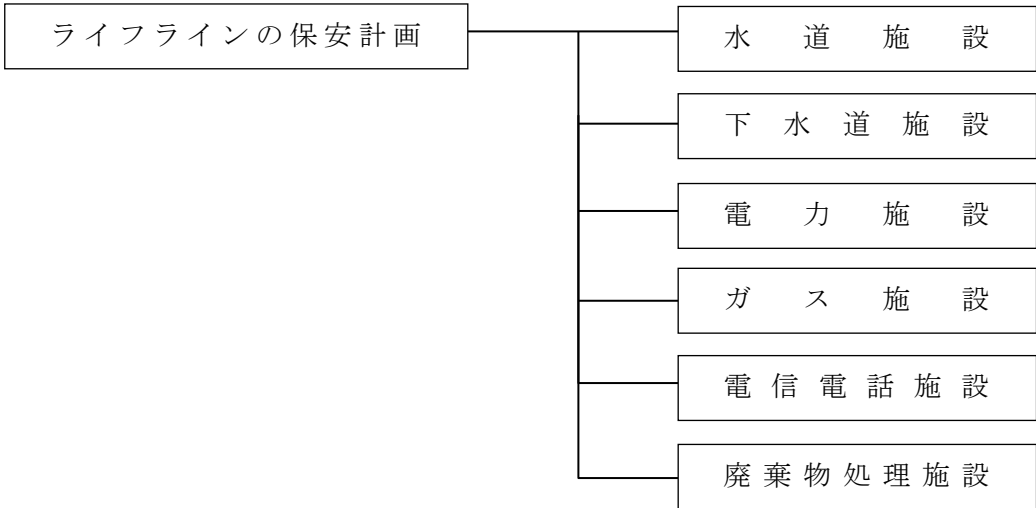 ライフラインの保安計画
水道施設
下水道施設
電力施設
ガス施設
電信電話施設
廃棄物処理施設